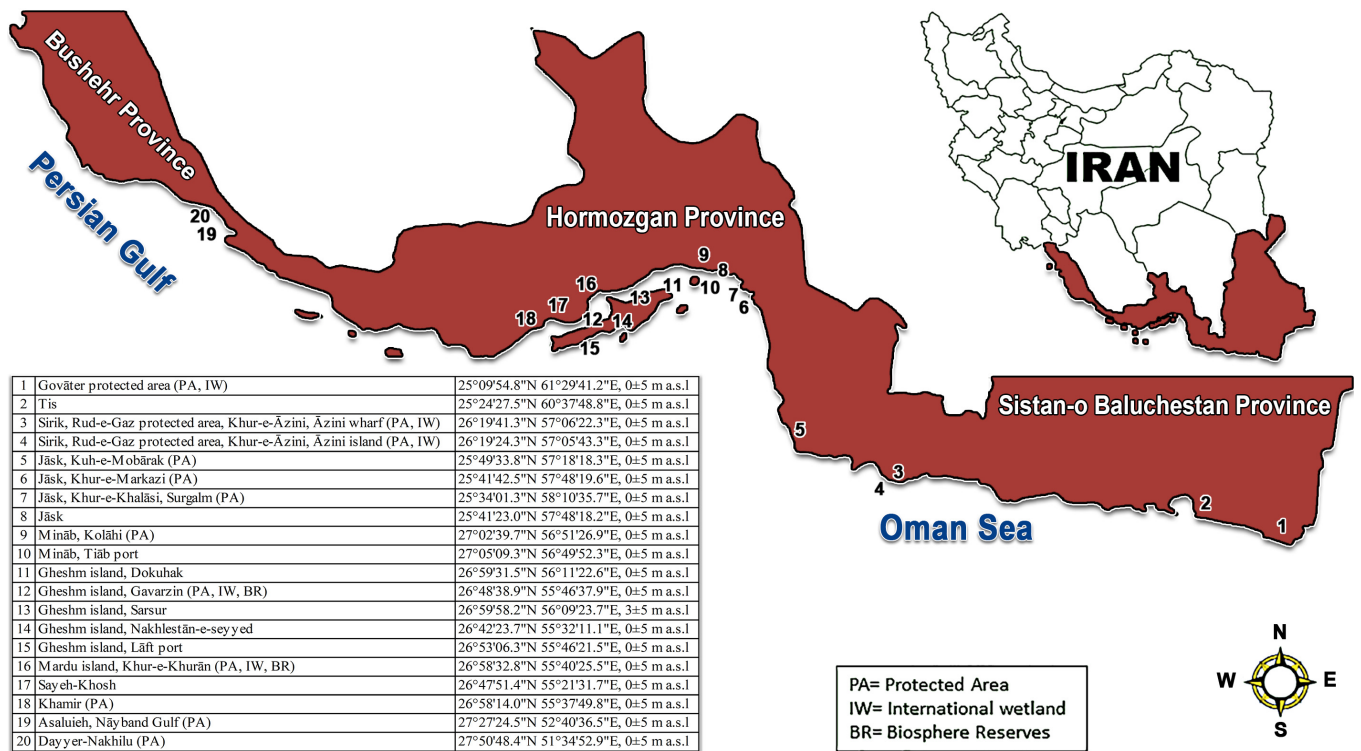 Bushehr Province
Persian Gulf
Hormozgan Province
IRAN
Sistan-o Baluchestan Province
Oman Sea
20
19
18
17
16
15
14
13
12
11
10
9
8
7
6
5
4
3
2
1
1 Govāter protected area (PA, IW) 25°09'54.8"N 61°29'41.2"E, 0±5 m a.s.l
2 Tis 25°24'27.5"N 60°37'48.8"E, 0±5 m a.s.l
3 Sirik, Rud-e-Gaz protected area, Khur-e-Āzini, Āzini wharf (PA, IW) 26°19'41.3"N 57°06'22.3"E, 0±5 m a.s.l
4 Sirik, Rud-e-Gaz protected area, Khur-e-Āzini, Āzini island (PA, IW) 26°19'24.3"N 57°05'43.3"E, 0±5 m a.s.l
5 Jāsk, Kuh-e-Mobārak (PA) 25°49'33.8"N 57°18'18.3"E, 0±5 m a.s.l
6 Jāsk, Khur-e-Markazi (PA) 25°41'42.5"N 57°48'19.6"E, 0±5 m a.s.l
7 Jāsk, Khur-e-Khalāsi, Surgalm (PA) 25°34'01.3"N 58°10'35.7"E, 0±5 m a.s.l
8 Jāsk 25°41'23.0"N 57°48'18.2"E, 0±5 m a.s.l
9 Mināb, Kolāhi (PA) 27°02'39.7"N 56°51'26.9"E, 0±5 m a.s.l
10 Mināb, Tiāb port 27°05'09.3"N 56°49'52.3"E, 0±5 m a.s.l
11 Gheshm island, Dokuhak 26°59'31.5"N 56°11'22.6"E, 0±5 m a.s.l
12 Gheshm island, Gavarzin (PA, IW, BR) 26°48'38.9"N 55°46'37.9"E, 0±5 m a.s.l
13 Gheshm island, Sarsur 26°59'58.2"N 56°09'23.7"E, 3±5 m a.s.l
14 Gheshm island, Nakhlestān-e-seyyed 26°42'23.7"N 55°32'11.1"E, 0±5 m a.s.l
15 Gheshm island, Lāft port 26°53'06.3"N 55°46'21.5"E, 0±5 m a.s.l
16 Mardu island, Khur-e-Khurān (PA, IW, BR) 26°58'32.8"N 55°40'25.5"E, 0±5 m a.s.l
17 Sayeh-Khosh 26°47'51.4"N 55°21'31.7"E, 0±5 m a.s.l
18 Khamir (PA) 26°58'14.0"N 55°37'49.8"E, 0±5 m a.s.l
19 Asaluieh, Nāyband Gulf (PA) 27°27'24.5"N 52°40'36.5"E, 0±5 m a.s.l
20 Dayyer-Nakhilu (PA) 27°50'48.4"N 51°34'52.9"E, 0±5 m a.s.l
PA= Protected Area
IW= International wetland
BR= Biosphere Reserves
N
W E
S